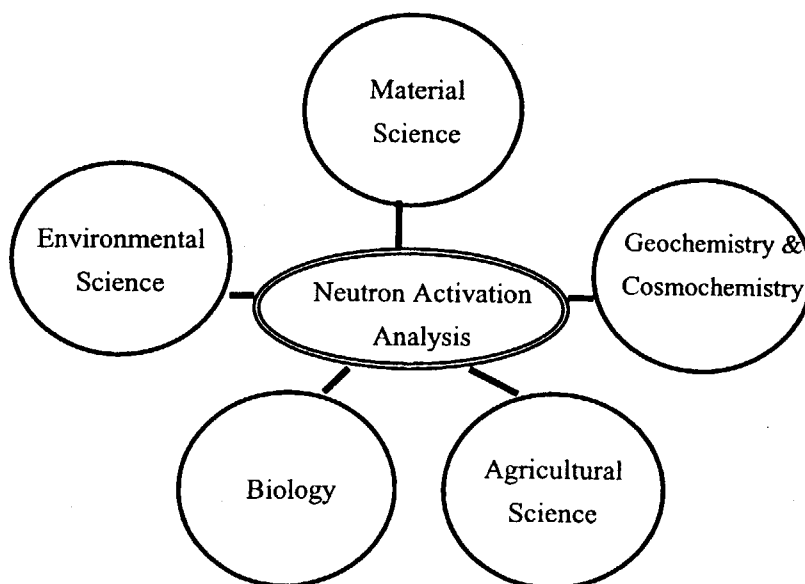 Material
Science
Environmental
Science
Geochemistry &
Cosmochemistry
Neutron Activation
Analysis
Biology
Agricultural
Science